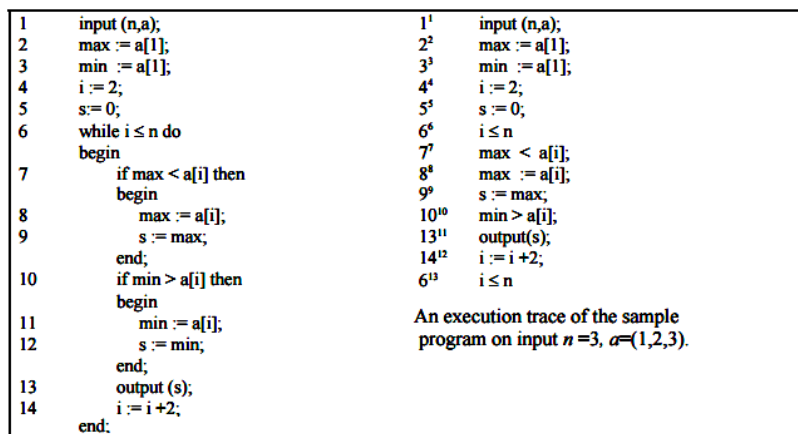 1 input (n,a);
2 max := a[1];
3 min := a[1];
4 i := 2;
5 s:= 0;
6 while i ≤ n do
begin
7 if max < a[i] then
begin
8 max := a[i];
9 s := max;
end;
10 if min > a[i] then
begin
11 min := a[i];
12 s := min;
end;
13 output (s);
14 i := i +2;
end;
1¹ input (n,a);
2² max := a[1];
3³ min := a[1];
4⁴ i := 2;
5⁵ s := 0;
6⁶ i ≤ n
7⁷ max < a[i];
8⁸ max := a[i];
9⁹ s := max;
10¹⁰ min > a[i];
13¹¹ output(s);
14¹² i := i +2;
6¹³ i ≤ n
An execution trace of the sample
program on input n =3, a=(1,2,3).